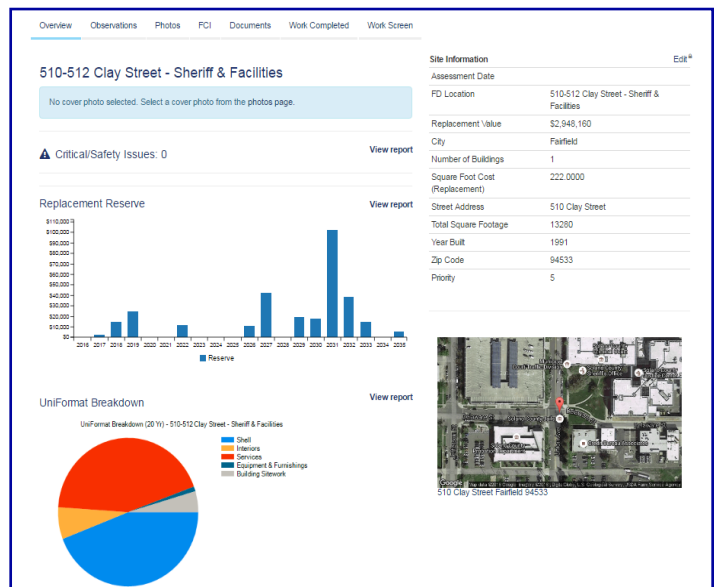 Overview Observations Photos FCI Documents Work Completed Work Screen
510-512 Clay Street - Sheriff & Facilities
No cover photo selected. Select a cover photo from the photos page.
Critical/Safety Issues: 0 View report
Replacement Reserve View report
$110,000
$100,000
$90,000
$80,000
$70,000
$60,000
$50,000
$40,000
$30,000
$20,000
$10,000
$0
2016 2017 2018 2019 2020 2021 2022 2023 2024 2025 2026 2027 2028 2029 2030 2031 2032 2033 2034 2035
Reserve
UniFormat Breakdown View report
UniFormat Breakdown (20 Yr) - 510-512 Clay Street - Sheriff & Facilities
Shell
Interiors
Services
Equipment & Furnishings
Building Sitework
Site Information Edit
Assessment Date
FD Location 510-512 Clay Street - Sheriff &
Facilities
Replacement Value $2,948,160
City Fairfield
Number of Buildings 1
Square Foot Cost 222.0000
(Replacement)
Street Address 510 Clay Street
Total Square Footage 13280
Year Built 1991
Zip Code 94533
Priority 5
Solano County
Sheriff's Office
Google
510 Clay Street Fairfield 94533